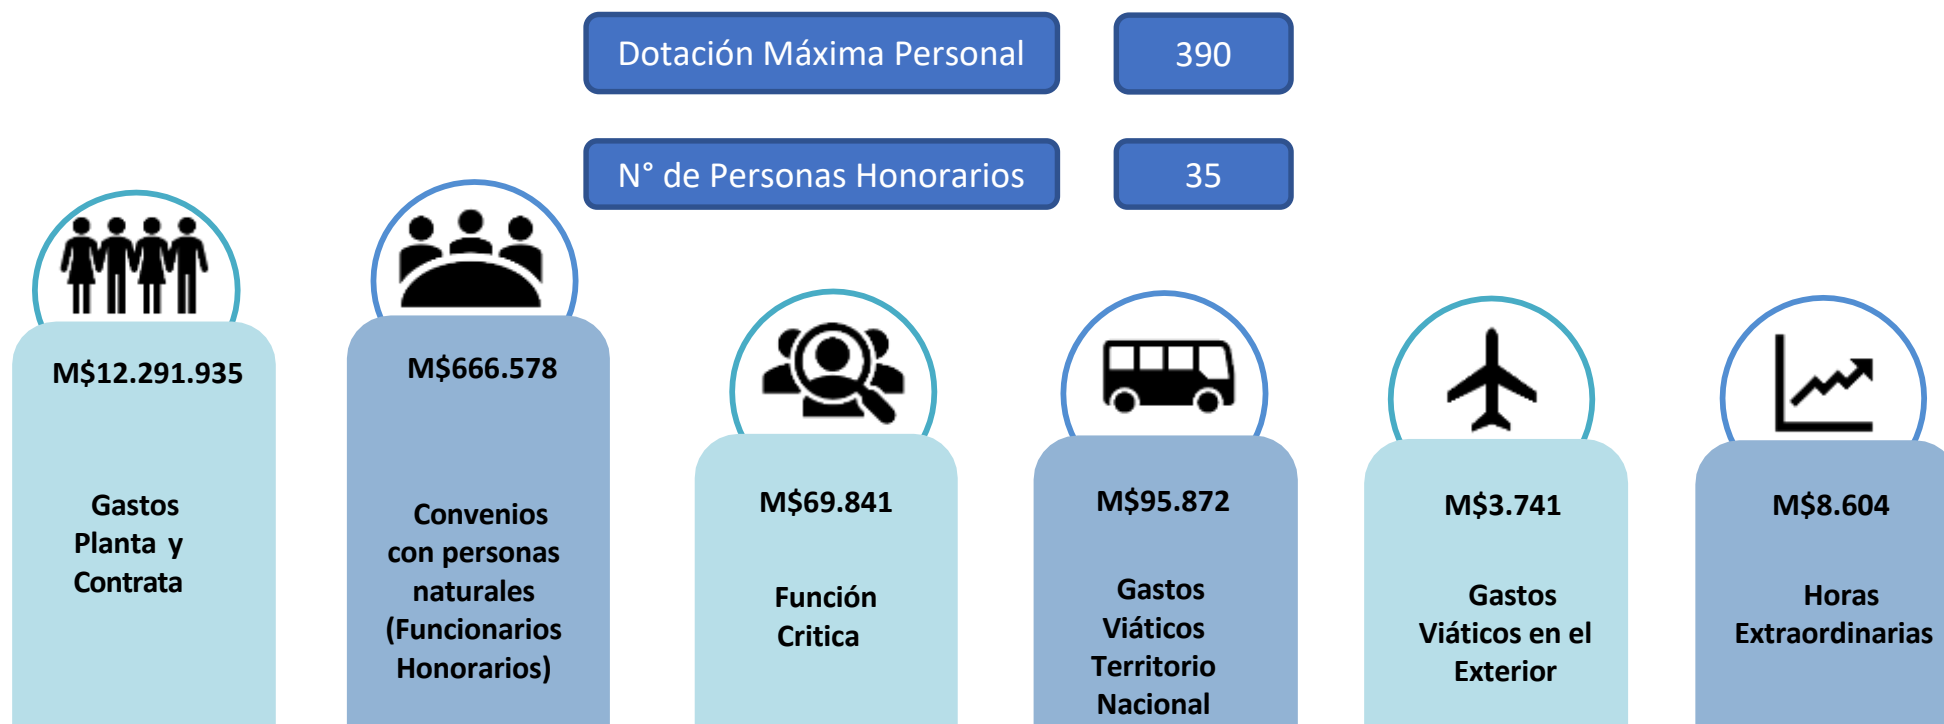 Dotación Máxima Personal
390
N° de Personas Honorarios
35
M$12.291.935
Gastos
Planta y
Contrata
M$666.578
Convenios
con personas
naturales
(Funcionarios
Honorarios)
M$69.841
Función
Critica
M$95.872
Gastos
Viáticos
Territorio
Nacional
M$3.741
Gastos
Viáticos en el
Exterior
M$8.604
Horas
Extraordinarias